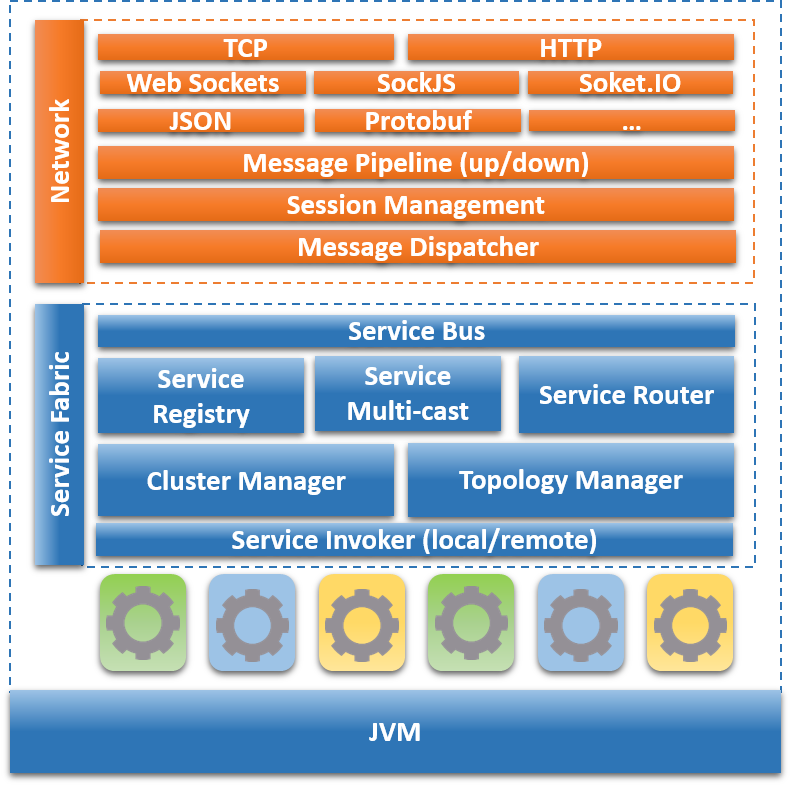 Network
TCP
HTTP
Web Sockets
SockJS
Soket.IO
JSON
Protobuf
...
Message Pipeline (up/down)
Session Management
Message Dispatcher
Service Fabric
Service Bus
Service
Registry
Service
Multi-cast
Service Router
Cluster Manager
Topology Manager
Service Invoker (local/remote)
JVM